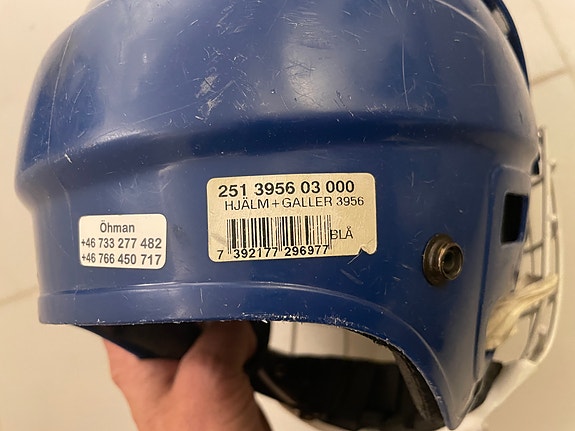 Öhman
+46 733 277 482
+46 766 450 717
251 3956 03 000
HJÄLM+GALLER 3956
BLÅ
7 392177 296977